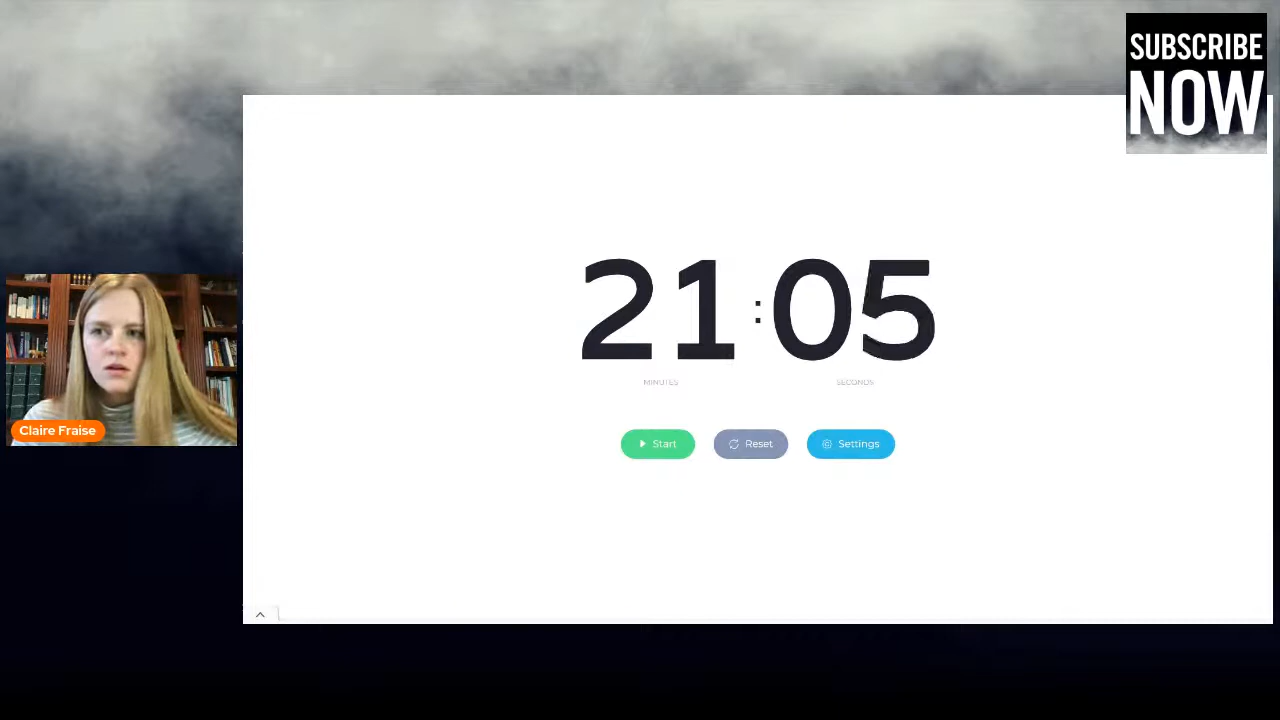 SUBSCRIBE
NOW
21:05
MINUTES
SECONDS
Start
Reset
Settings
Claire Fraise